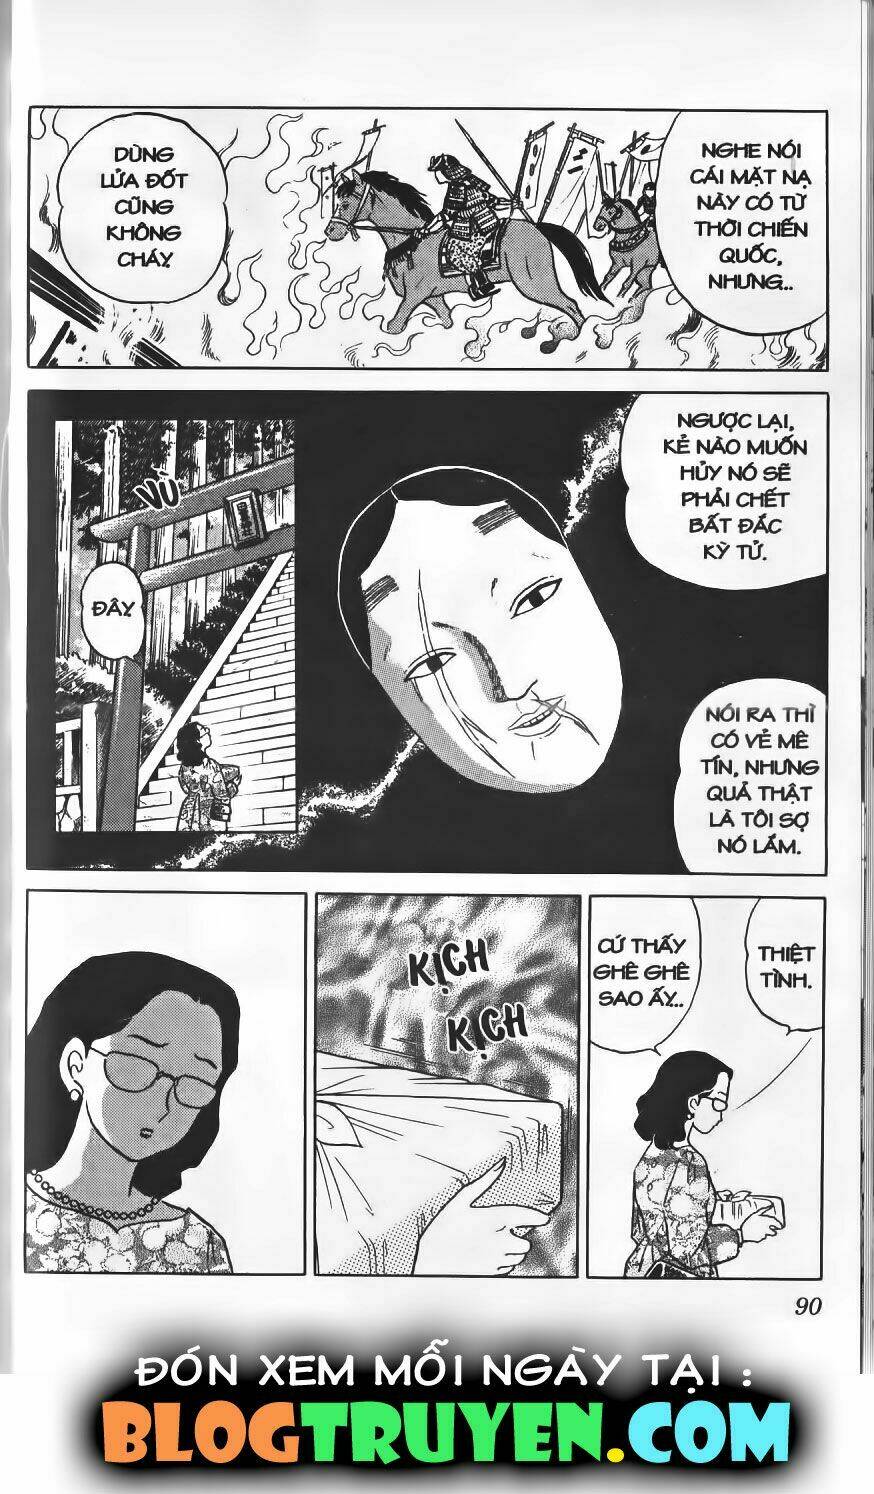 NGHE NÓI
CÁI MẶT NẠ
NÀY CÓ TỪ
THỜI CHIẾN
QUỐC,
NHƯNG...
DÙNG
LỬA ĐỐT
CŨNG
KHÔNG
CHÁY.
NGƯỢC LẠI,
KẺ NÀO MUỐN
HỦY NÓ SẼ
PHẢI CHẾT
BẤT ĐẮC
KỲ TỬ.
NÓI RA THÌ
CÓ VẺ MÊ
TÍN, NHƯNG
QUẢ THẬT
LÀ TÔI SỢ
NÓ LẮM.
VÙ
ĐÂY.
THIỆT
TÌNH.
CỨ THẤY
GHÊ GHÊ
SAO ẤY...
KỊCH
KỊCH
90
ĐÓN XEM MỖI NGÀY TẠI :
BLOGTRUYEN.COM